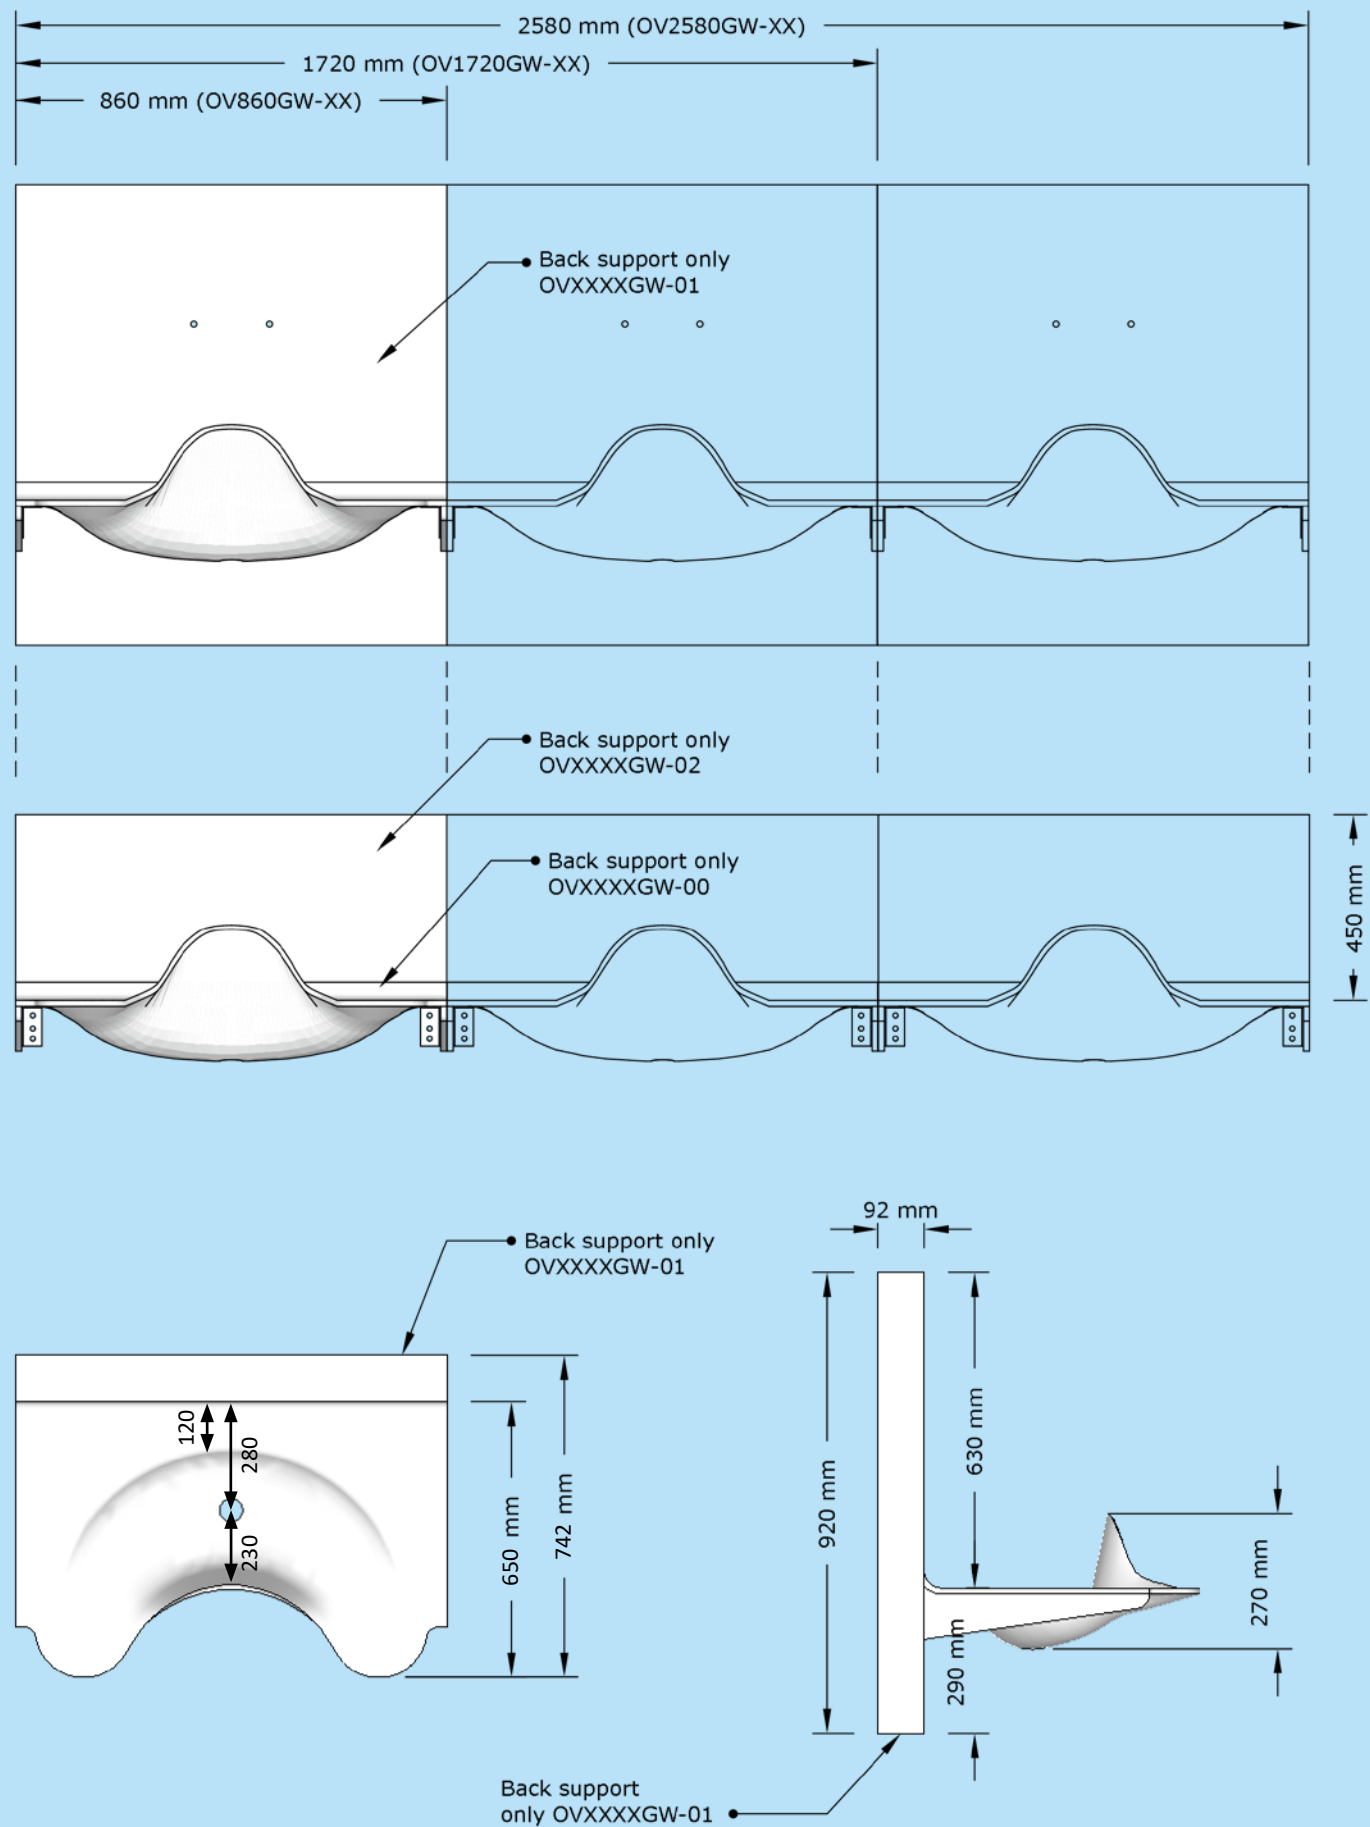 2580 mm (OV2580GW-XX)
1720 mm (OV1720GW-XX)
860 mm (OV860GW-XX)
Back support only
OVXXXXGW-01
Back support only
OVXXXXGW-02
Back support only
OVXXXXGW-00
450 mm
92 mm
Back support only
OVXXXXGW-01
120
280
230
650 mm
742 mm
920 mm
630 mm
290 mm
270 mm
Back support
only OVXXXXGW-01